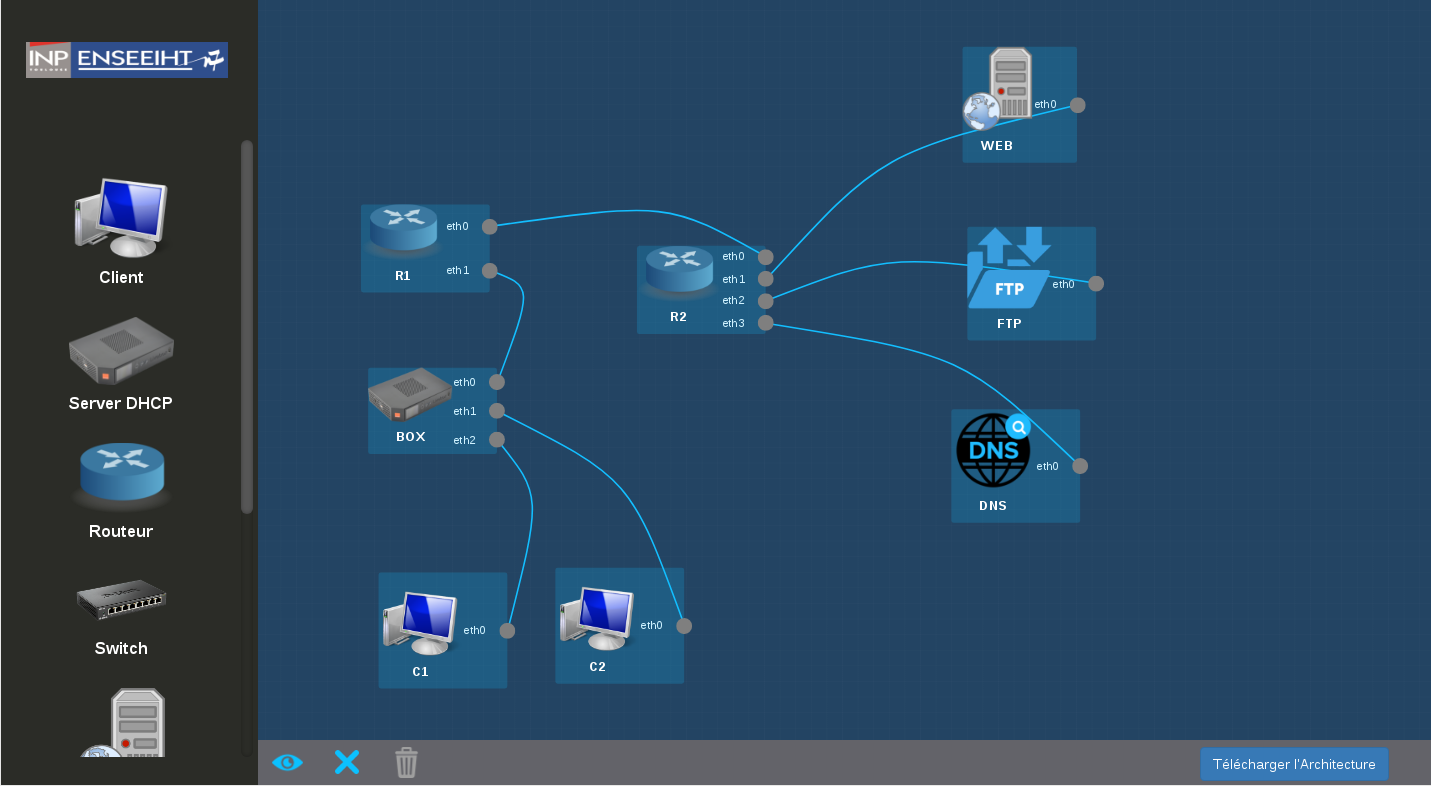 INP ENSEEIHT
TOULOUSE
Client
Server DHCP
Routeur
Switch
eth0
eth1
R1
eth0
eth1
eth2
eth3
R2
eth0
WEB
FTP
eth0
FTP
eth0
eth1
eth2
BOX
DNS
eth0
DNS
eth0
C1
eth0
C2
Télécharger l'Architecture